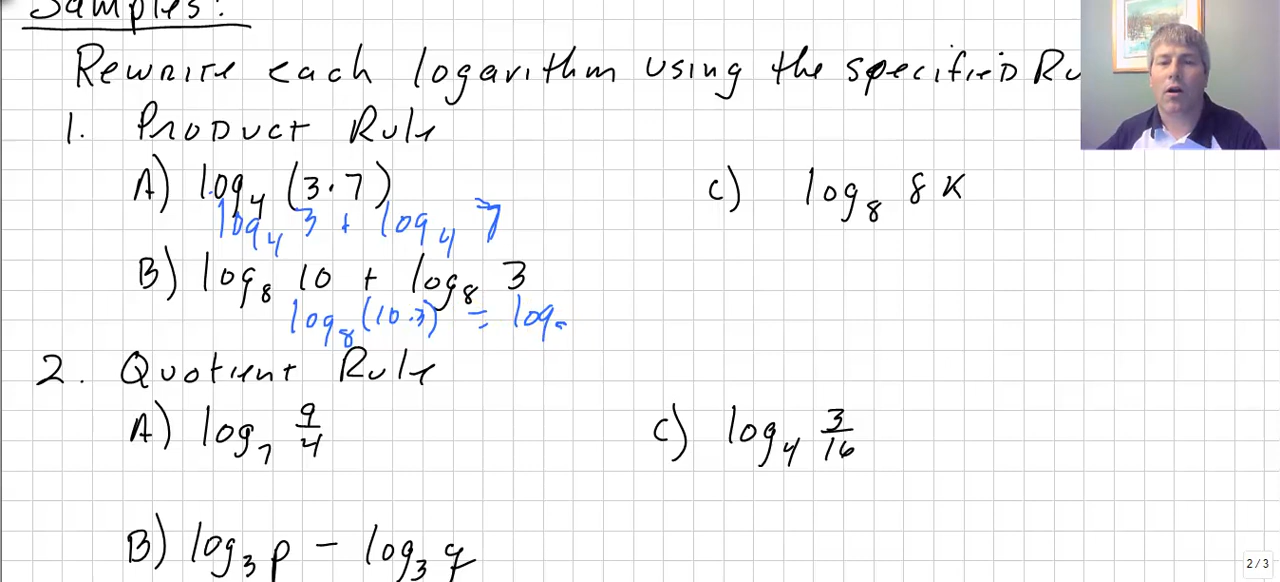 Samples:
Rewrite each logarithm using the specified Ru
1. Product Rule
A) log₄ (3·7)
log₄ 3 + log₄ 7
B) log₈ 10 + log₈ 3
log₈ (10·3) = log
C) log₈ 8K
2. Quotient Rule
A) log₇ 9/4
B) log₃ p − log₃ q
C) log₄ 3/16
2/3